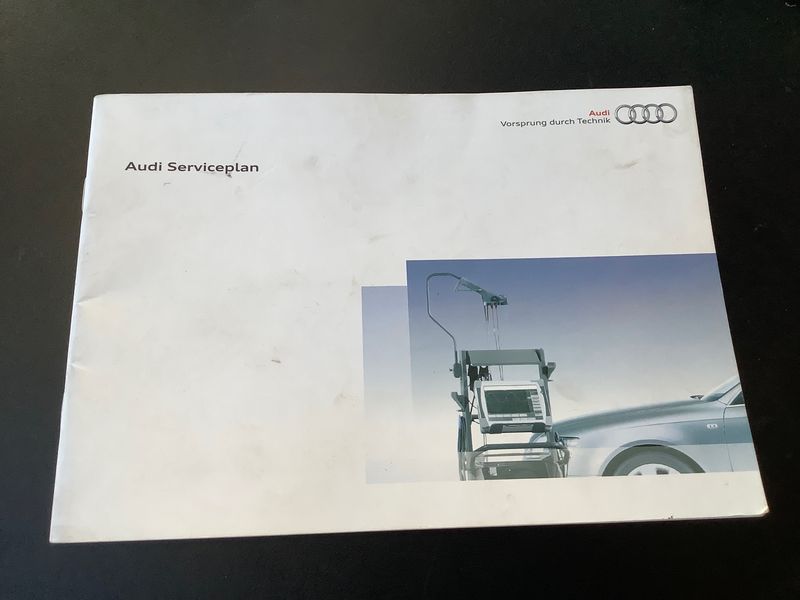 Audi
Vorsprung durch Technik
Audi Serviceplan